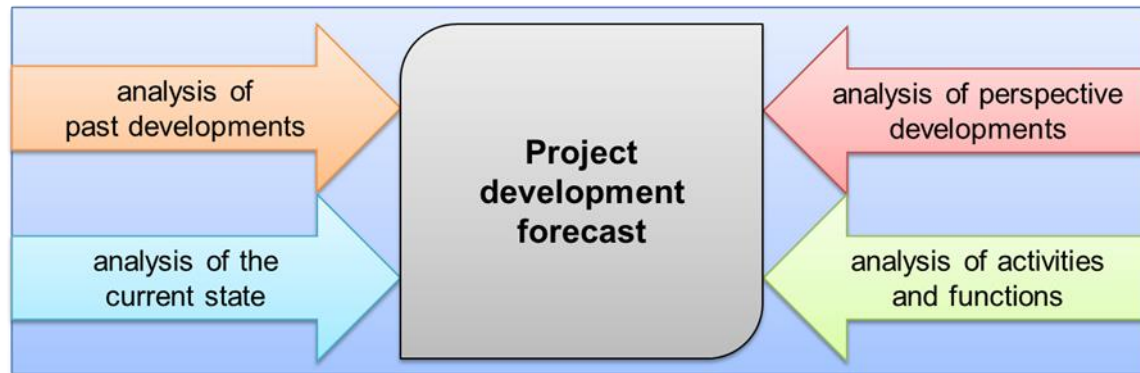 analysis of
past developments
analysis of the
current state
Project
development
forecast
analysis of perspective
developments
analysis of activities
and functions